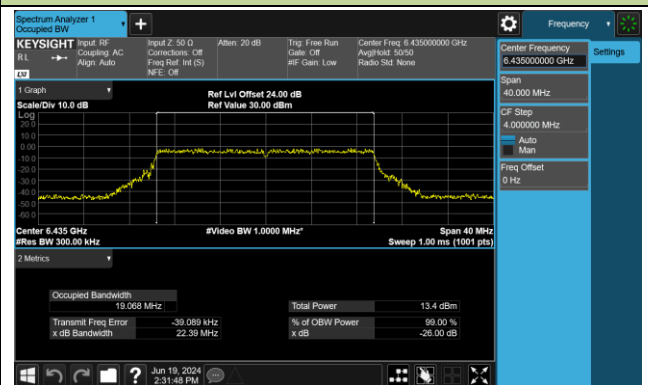 Spectrum Analyzer 1
Occupied BW
+
Frequency
KEYSIGHT
Input: RF
Coupling: AC
Align: Auto
Input Z: 50 Ω
Corrections: Off
Freq Ref: Int (S)
NFE: Off
Atten: 20 dB
Trig: Free Run
Gate: Off
#IF Gain: Low
Center Freq: 6.435000000 GHz
Avg|Hold: 50/50
Radio Std: None
RL
LXI
Center Frequency
6.435000000 GHz
Settings
Span
40.000 MHz
CF Step
4.000000 MHz
Auto
Man
Freq Offset
0 Hz
1 Graph
Scale/Div 10.0 dB
Ref Lvl Offset 24.00 dB
Ref Value 30.00 dBm
Log
20.0
10.0
0.00
-10.0
-20.0
-30.0
-40.0
-50.0
-60.0
Center 6.435 GHz
#Res BW 300.00 kHz
#Video BW 1.0000 MHz*
Span 40 MHz
Sweep 1.00 ms (1001 pts)
2 Metrics
Occupied Bandwidth
19.068 MHz
Total Power 13.4 dBm
Transmit Freq Error -39.089 kHz
% of OBW Power 99.00 %
x dB Bandwidth 22.39 MHz
x dB -26.00 dB
?
Jun 19, 2024
2:31:48 PM